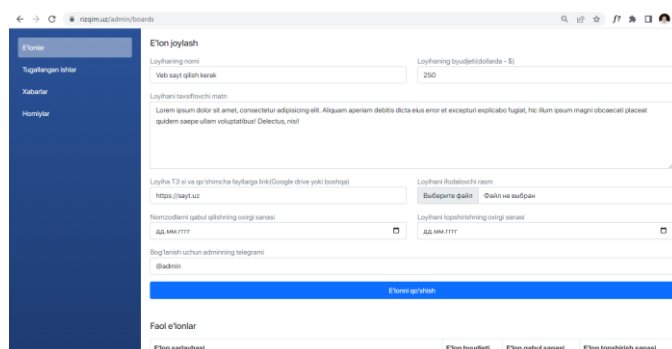 rizqim.uz/admin/boards
E'lonlar
Tugallangan Ishlar
Xabarlar
Homiylar
E'lon joylash
Loyihaning nomi
Loyihaning byudjeti(dollarda - $)
Veb sayt qilish kerak
250
Loyihani tavsiflovchi matn
Lorem ipsum dolor sit amet, consectetur adipisicing elit. Aliquam aperiam debitis dicta eius error et excepturi explicabo fugiat, hic illum ipsum magni obcaecati placeat
quidem saepe ullam voluptatibus! Delectus, nisi!
Loyiha T3 si va qo'shimcha fayllarga link(Google drive yoki boshqa)
Loyihani ifodalovchi rasm
https://sayt.uz
Выберите файл Файл не выбран
Nomzodlarni qabul qilishning oxirgi sanasi
Loyihani topshirishning oxirgi sanasi
дд.мм.гггг
дд.мм.гггг
Bog'lanish uchun adminning telegrami
@admin
E'lonni qo'shish
Faol e'lonlar
E'lon sarlavhasi
E'lon byudjeti
E'lon qabul sanasi
E'lon topshirish sanasi